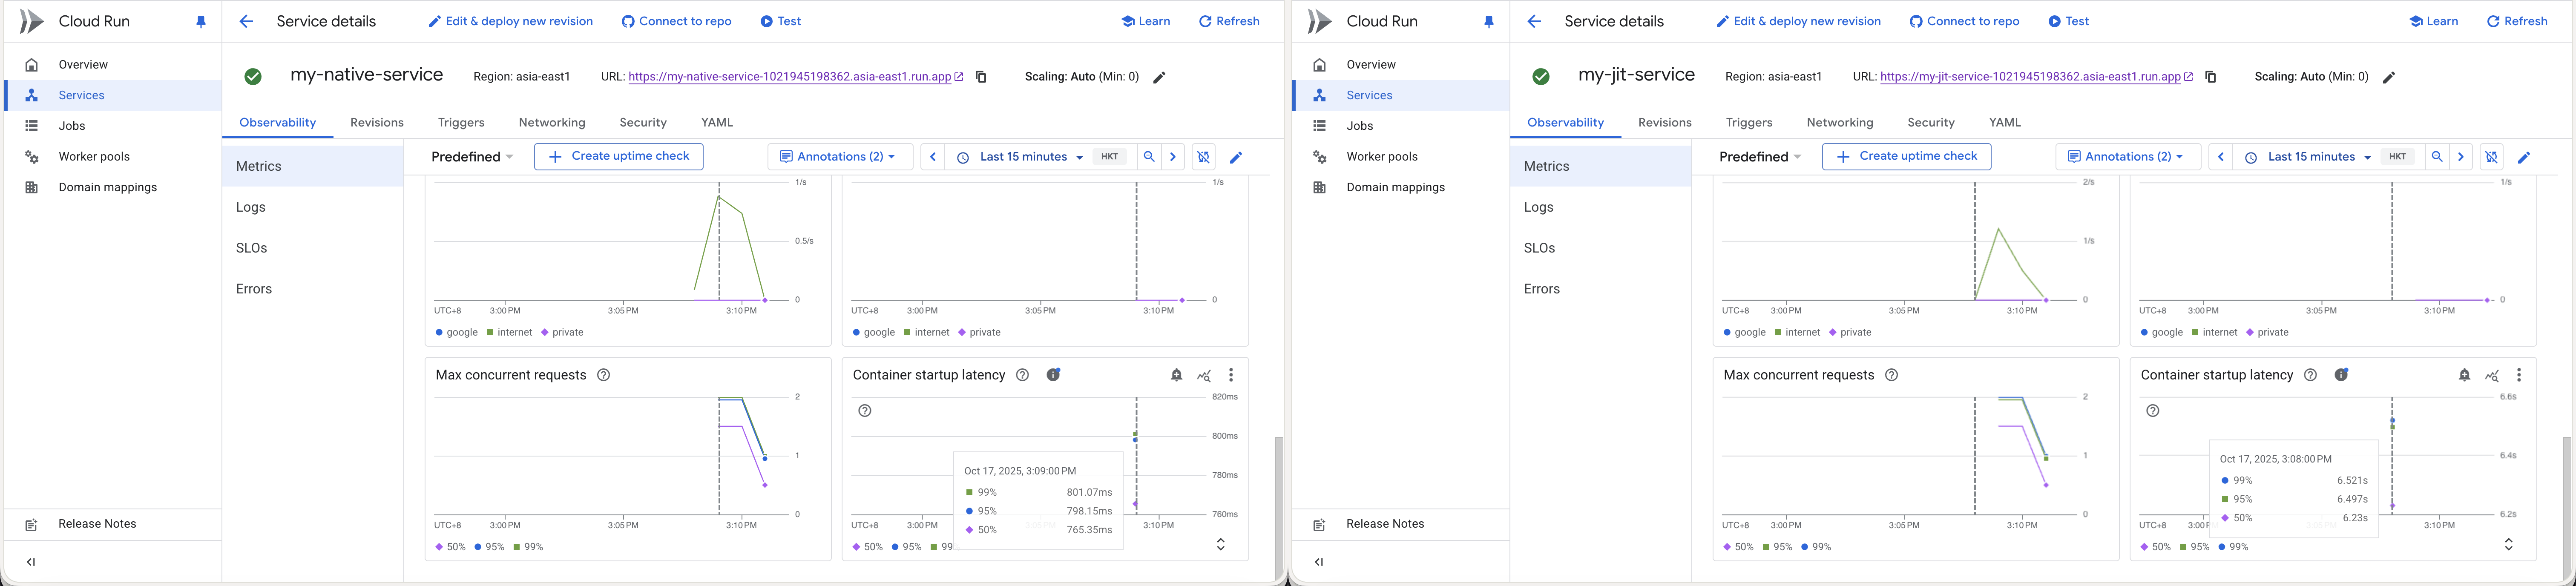 Cloud Run
Service details
Edit & deploy new revision
Connect to repo
Test
Learn
Refresh
Overview
Services
Jobs
Worker pools
Domain mappings
Release Notes
my-native-service
Region: asia-east1
URL: https://my-native-service-1021945198362.asia-east1.run.app
Scaling: Auto (Min: 0)
Observability
Revisions
Triggers
Networking
Security
YAML
Metrics
Logs
SLOs
Errors
Predefined
Create uptime check
Annotations (2)
Last 15 minutes
HKT
1/s
0.5/s
0
UTC+8
3:00 PM
3:05 PM
3:10 PM
google
internet
private
1/s
0
UTC+8
3:00 PM
3:05 PM
3:10 PM
google
internet
private
Max concurrent requests
2
1
0
UTC+8
3:00 PM
3:05 PM
3:10 PM
50%
95%
99%
Container startup latency
820ms
800ms
780ms
760ms
Oct 17, 2025, 3:09:00 PM
99% 801.07ms
95% 798.15ms
50% 765.35ms
UTC+8
3:00 P
3:10 PM
50%
95%
99
Cloud Run
Service details
Edit & deploy new revision
Connect to repo
Test
Learn
Refresh
Overview
Services
Jobs
Worker pools
Domain mappings
Release Notes
my-jit-service
Region: asia-east1
URL: https://my-jit-service-1021945198362.asia-east1.run.app
Scaling: Auto (Min: 0)
Observability
Revisions
Triggers
Networking
Security
YAML
Metrics
Logs
SLOs
Errors
Predefined
Create uptime check
Annotations (2)
Last 15 minutes
HKT
2/s
1/s
0
UTC+8
3:00 PM
3:05 PM
3:10 PM
google
internet
private
1/s
0
UTC+8
3:00 PM
3:05 PM
3:10 PM
google
internet
private
Max concurrent requests
2
1
0
UTC+8
3:00 PM
3:05 PM
3:10 PM
50%
95%
99%
Container startup latency
6.6s
6.4s
6.2s
Oct 17, 2025, 3:08:00 PM
99% 6.521s
95% 6.497s
50% 6.23s
UTC+8
3:00 P
3:10 PM
50%
95%
99%